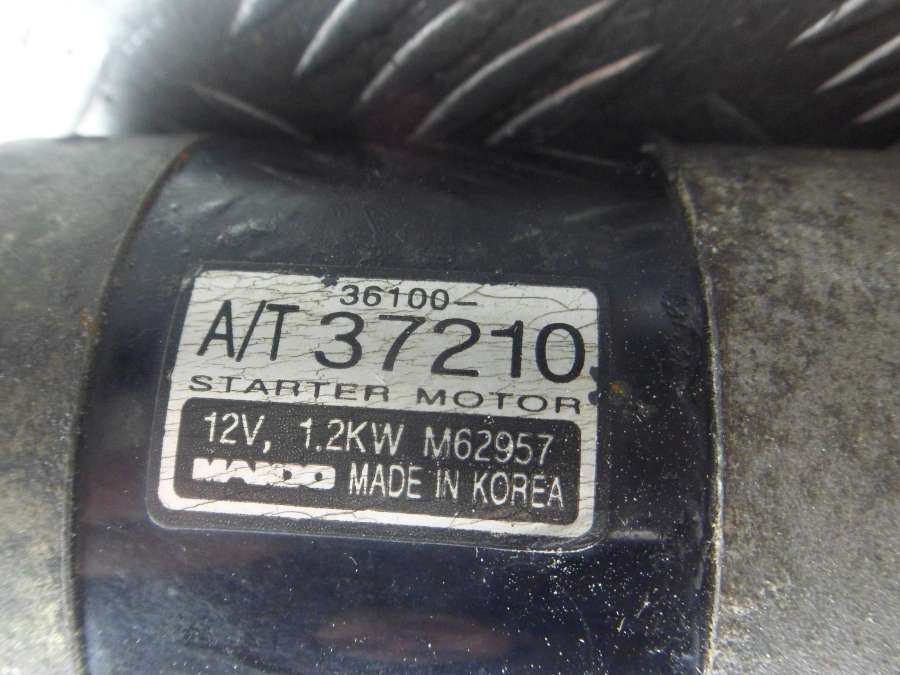 36100-
A/T 37210
STARTER MOTOR
12V, 1.2KW M62957
MANDO MADE IN KOREA